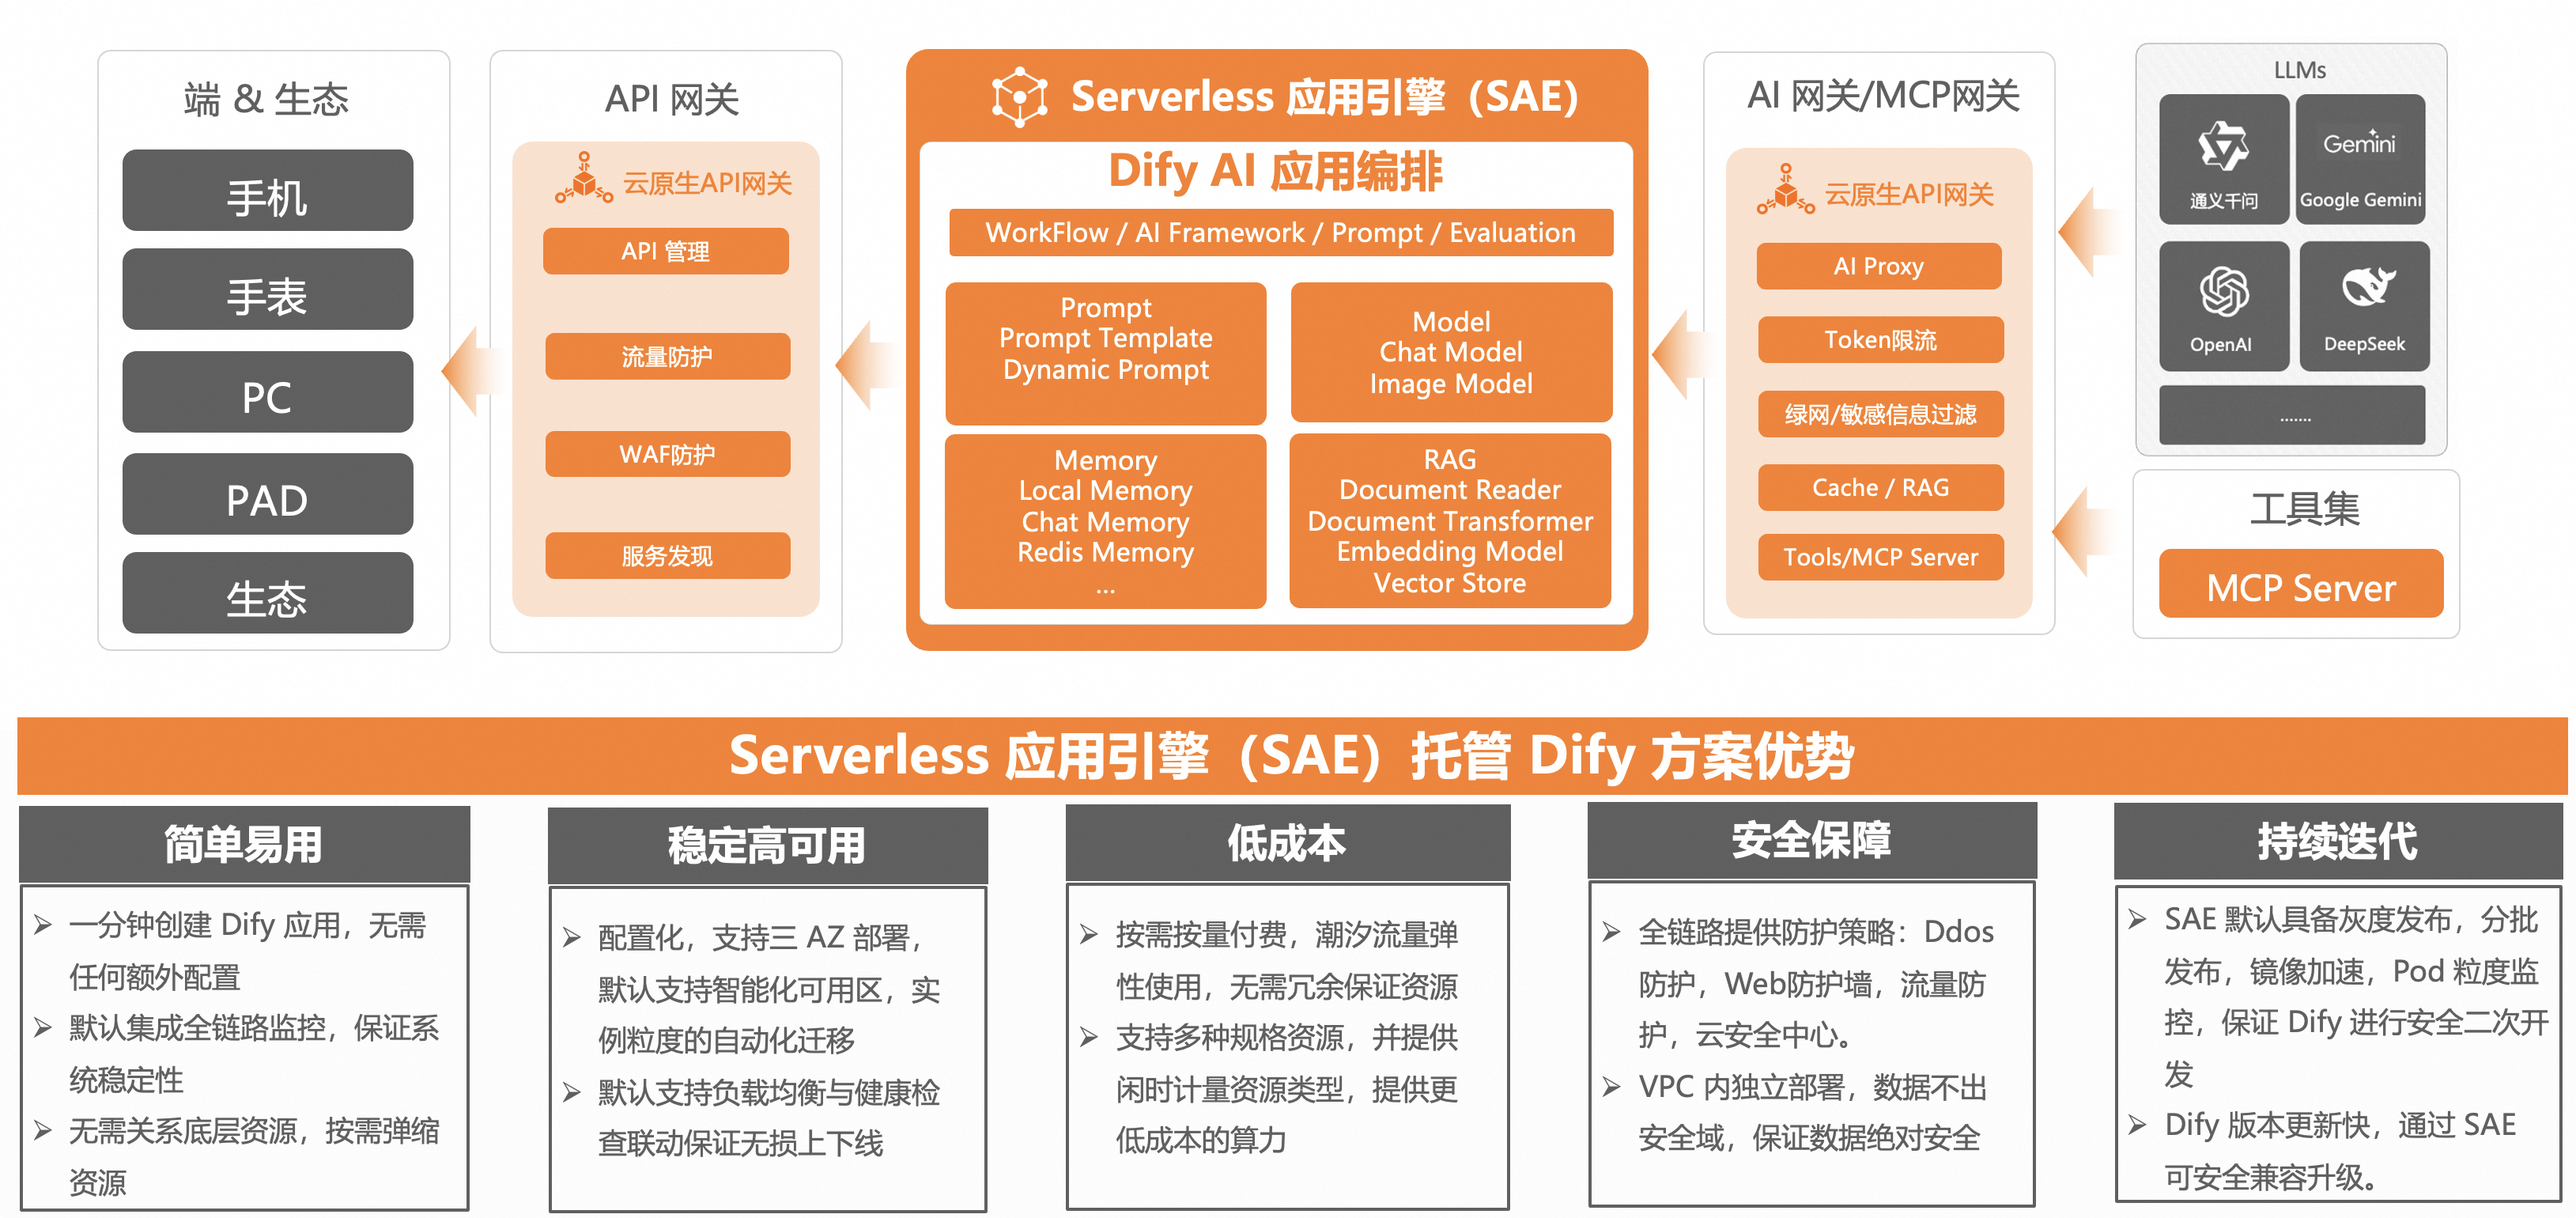 端 & 生态
手机
手表
PC
PAD
生态
API 网关
云原生API网关
API 管理
流量防护
WAF防护
服务发现
Serverless 应用引擎（SAE）
Dify AI 应用编排
WorkFlow / AI Framework / Prompt / Evaluation
Prompt
Prompt Template
Dynamic Prompt
Model
Chat Model
Image Model
Memory
Local Memory
Chat Memory
Redis Memory
...
RAG
Document Reader
Document Transformer
Embedding Model
Vector Store
AI 网关/MCP网关
云原生API网关
AI Proxy
Token限流
绿网/敏感信息过滤
Cache / RAG
Tools/MCP Server
LLMs
通义千问
Gemini
Google Gemini
OpenAI
DeepSeek
.......
工具集
MCP Server
Serverless 应用引擎（SAE）托管 Dify 方案优势
简单易用
一分钟创建 Dify 应用，无需
任何额外配置
默认集成全链路监控，保证系
统稳定性
无需关系底层资源，按需弹缩
资源
稳定高可用
配置化，支持三 AZ 部署，
默认支持智能化可用区，实
例粒度的自动化迁移
默认支持负载均衡与健康检
查联动保证无损上下线
低成本
按需按量付费，潮汐流量弹
性使用，无需冗余保证资源
支持多种规格资源，并提供
闲时计量资源类型，提供更
低成本的算力
安全保障
全链路提供防护策略：Ddos
防护，Web防护墙，流量防
护，云安全中心。
VPC 内独立部署，数据不出
安全域，保证数据绝对安全
持续迭代
SAE 默认具备灰度发布，分批
发布，镜像加速，Pod 粒度监
控，保证 Dify 进行安全二次开
发
Dify 版本更新快，通过 SAE
可安全兼容升级。